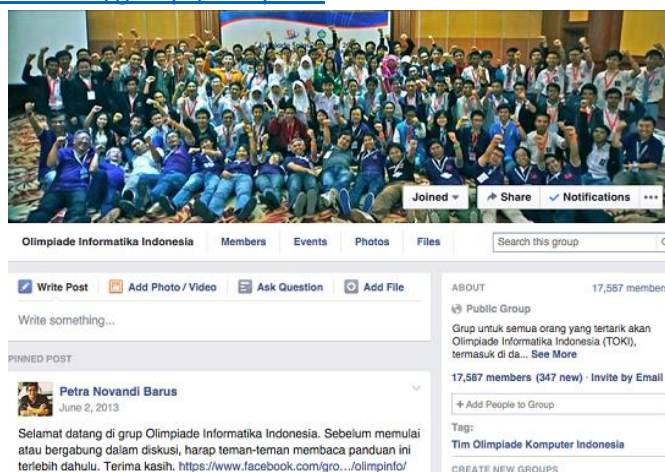 Joined
Share
Notifications
Olimpiade Informatika Indonesia
Members
Events
Photos
Files
Search this group
Write Post
Add Photo / Video
Ask Question
Add File
Write something...
PINNED POST
Petra Novandi Barus
June 2, 2013
Selamat datang di grup Olimpiade Informatika Indonesia. Sebelum memulai
atau bergabung dalam diskusi, harap teman-teman membaca panduan ini
terlebih dahulu. Terima kasih. https://www.facebook.com/gro.../olimpinfo/
ABOUT
17,587 members
Public Group
Grup untuk semua orang yang tertarik akan
Olimpiade Informatika Indonesia (TOKI),
termasuk di da... See More
17,587 members (347 new) · Invite by Email
+ Add People to Group
Tag:
Tim Olimpiade Komputer Indonesia
CREATE NEW GROUPS